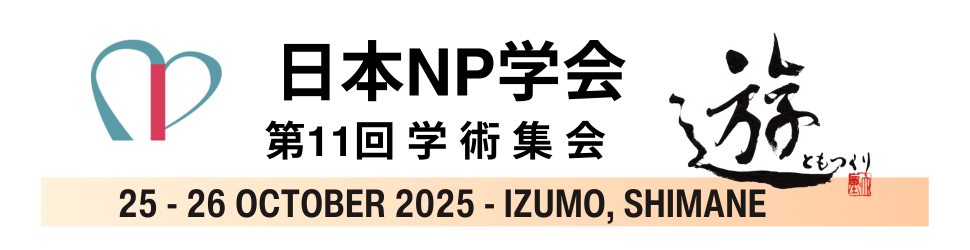 日本NP学会
第11回 学 術 集 会
遊
ともつくり
25 - 26 OCTOBER 2025 - IZUMO, SHIMANE